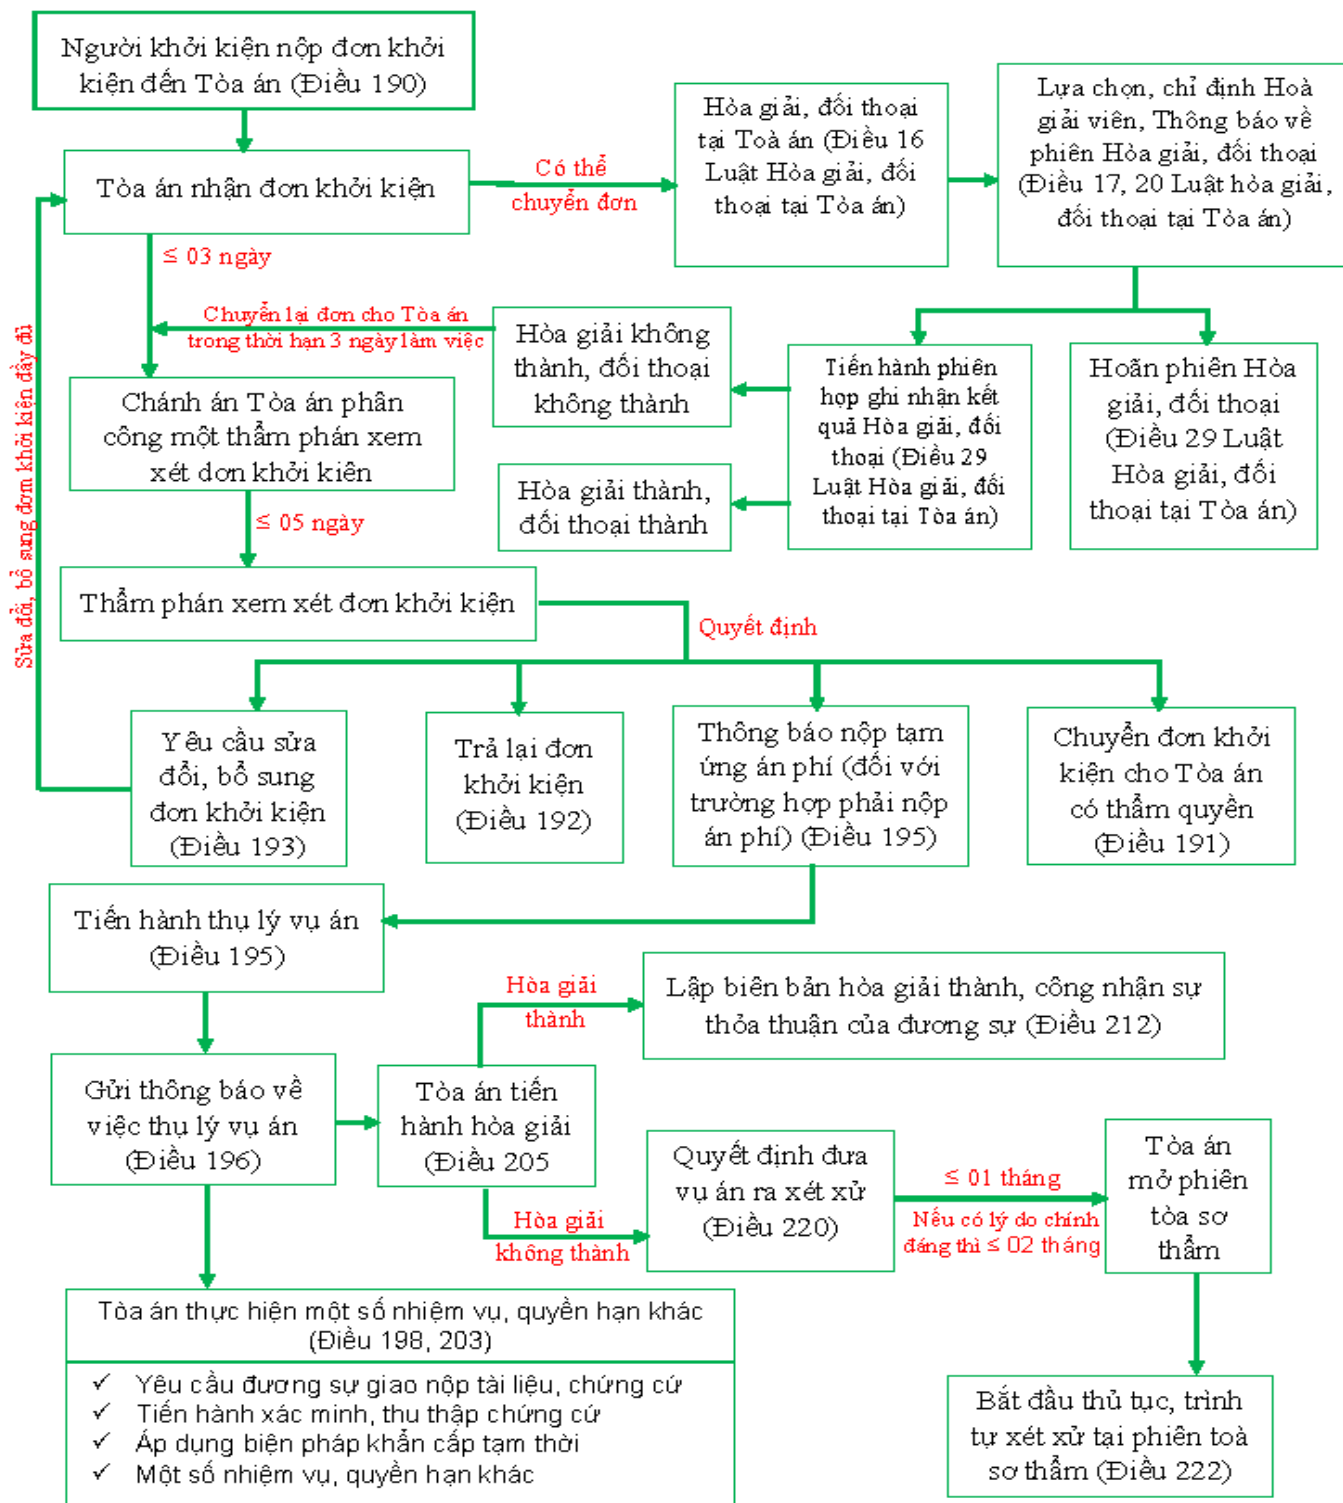 Người khởi kiện nộp đơn khởi
kiện đến Tòa án (Điều 190)
Tòa án nhận đơn khởi kiện
Có thể
chuyển đơn
Hòa giải, đối thoại
tại Toà án (Điều 16
Luật Hòa giải, đối
thoại tại Tòa án)
Lựa chọn, chỉ định Hoà
giải viên, Thông báo về
phiên Hòa giải, đối thoại
(Điều 17, 20 Luật hòa giải,
đối thoại tại Tòa án)
≤ 03 ngày
Chuyển lại đơn cho Tòa án
trong thời hạn 3 ngày làm việc
Hòa giải không
thành, đối thoại
không thành
Tiến hành phiên
họp ghi nhận kết
quả Hòa giải, đối
thoại (Điều 29
Luật Hòa giải, đối
thoại tại Tòa án)
Hoãn phiên Hòa
giải, đối thoại
(Điều 29 Luật
Hòa giải, đối
thoại tại Tòa án)
Hòa giải thành,
đối thoại thành
Chánh án Tòa án phân
công một thẩm phán xem
xét dơn khởi kiên
≤ 05 ngày
Thẩm phán xem xét đơn khởi kiện
Quyết định
Sửa đổi, bổ sung đơm khởi kiện đầy đủ
Yêu cầu sửa
đổi, bổ sung
đơn khởi kiện
(Điều 193)
Trả lại đơn
khởi kiện
(Điều 192)
Thông báo nộp tạm
ứng án phí (đối với
trường hợp phải nộp
án phí) (Điều 195)
Chuyển đơn khởi
kiện cho Tòa án
có thẩm quyền
(Điều 191)
Tiến hành thụ lý vụ án
(Điều 195)
Gửi thông báo về
việc thụ lý vụ án
(Điều 196)
Tòa án tiến
hành hòa giải
(Điều 205
Hòa giải
thành
Lập biên bản hòa giải thành, công nhận sự
thỏa thuận của đương sự (Điều 212)
Hòa giải
không thành
Quyết định đưa
vụ án ra xét xử
(Điều 220)
≤ 01 tháng
Nếu có lý do chính
đáng thì ≤ 02 tháng
Tòa án
mở phiên
tòa sơ
thẩm
Tòa án thực hiện một số nhiệm vụ, quyền hạn khác
(Điều 198, 203)
✓ Yêu cầu đương sự giao nộp tài liệu, chứng cứ
✓ Tiến hành xác minh, thu thập chứng cứ
✓ Áp dụng biện pháp khẩn cấp tạm thời
✓ Một số nhiệm vụ, quyền hạn khác
Bắt đầu thủ tục, trình
tự xét xử tại phiên toà
sơ thẩm (Điều 222)